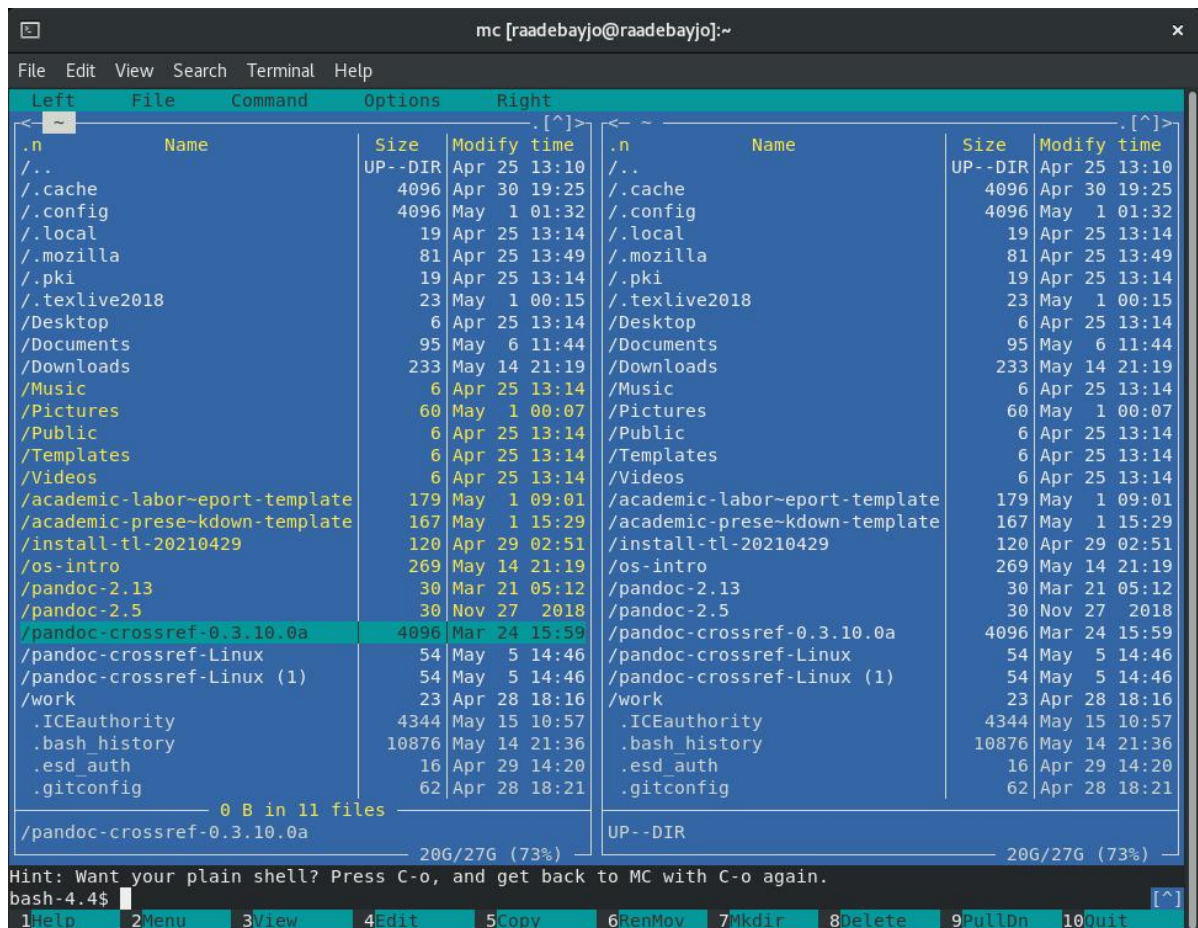 mc [raadebayjo@raadebayjo]:~ ×
File Edit View Search Terminal Help
Left File Command Options Right
<─ ~ ─.[^]> <─ ~ ─.[^]>
.n Name Size Modify time .n Name Size Modify time
/.. UP--DIR Apr 25 13:10 /.. UP--DIR Apr 25 13:10
/.cache 4096 Apr 30 19:25 /.cache 4096 Apr 30 19:25
/.config 4096 May 1 01:32 /.config 4096 May 1 01:32
/.local 19 Apr 25 13:14 /.local 19 Apr 25 13:14
/.mozilla 81 Apr 25 13:49 /.mozilla 81 Apr 25 13:49
/.pki 19 Apr 25 13:14 /.pki 19 Apr 25 13:14
/.texlive2018 23 May 1 00:15 /.texlive2018 23 May 1 00:15
/Desktop 6 Apr 25 13:14 /Desktop 6 Apr 25 13:14
/Documents 95 May 6 11:44 /Documents 95 May 6 11:44
/Downloads 233 May 14 21:19 /Downloads 233 May 14 21:19
/Music 6 Apr 25 13:14 /Music 6 Apr 25 13:14
/Pictures 60 May 1 00:07 /Pictures 60 May 1 00:07
/Public 6 Apr 25 13:14 /Public 6 Apr 25 13:14
/Templates 6 Apr 25 13:14 /Templates 6 Apr 25 13:14
/Videos 6 Apr 25 13:14 /Videos 6 Apr 25 13:14
/academic-labor~eport-template 179 May 1 09:01 /academic-labor~eport-template 179 May 1 09:01
/academic-prese~kdown-template 167 May 1 15:29 /academic-prese~kdown-template 167 May 1 15:29
/install-tl-20210429 120 Apr 29 02:51 /install-tl-20210429 120 Apr 29 02:51
/os-intro 269 May 14 21:19 /os-intro 269 May 14 21:19
/pandoc-2.13 30 Mar 21 05:12 /pandoc-2.13 30 Mar 21 05:12
/pandoc-2.5 30 Nov 27 2018 /pandoc-2.5 30 Nov 27 2018
/pandoc-crossref-0.3.10.0a 4096 Mar 24 15:59 /pandoc-crossref-0.3.10.0a 4096 Mar 24 15:59
/pandoc-crossref-Linux 54 May 5 14:46 /pandoc-crossref-Linux 54 May 5 14:46
/pandoc-crossref-Linux (1) 54 May 5 14:46 /pandoc-crossref-Linux (1) 54 May 5 14:46
/work 23 Apr 28 18:16 /work 23 Apr 28 18:16
.ICEauthority 4344 May 15 10:57 .ICEauthority 4344 May 15 10:57
.bash_history 10876 May 14 21:36 .bash_history 10876 May 14 21:36
.esd_auth 16 Apr 29 14:20 .esd_auth 16 Apr 29 14:20
.gitconfig 62 Apr 28 18:21 .gitconfig 62 Apr 28 18:21
0 B in 11 files
/pandoc-crossref-0.3.10.0a UP--DIR
20G/27G (73%) 20G/27G (73%)
Hint: Want your plain shell? Press C-o, and get back to MC with C-o again.
bash-4.4$ [^]
1Help 2Menu 3View 4Edit 5Copy 6RenMov 7Mkdir 8Delete 9PullDn 10Quit